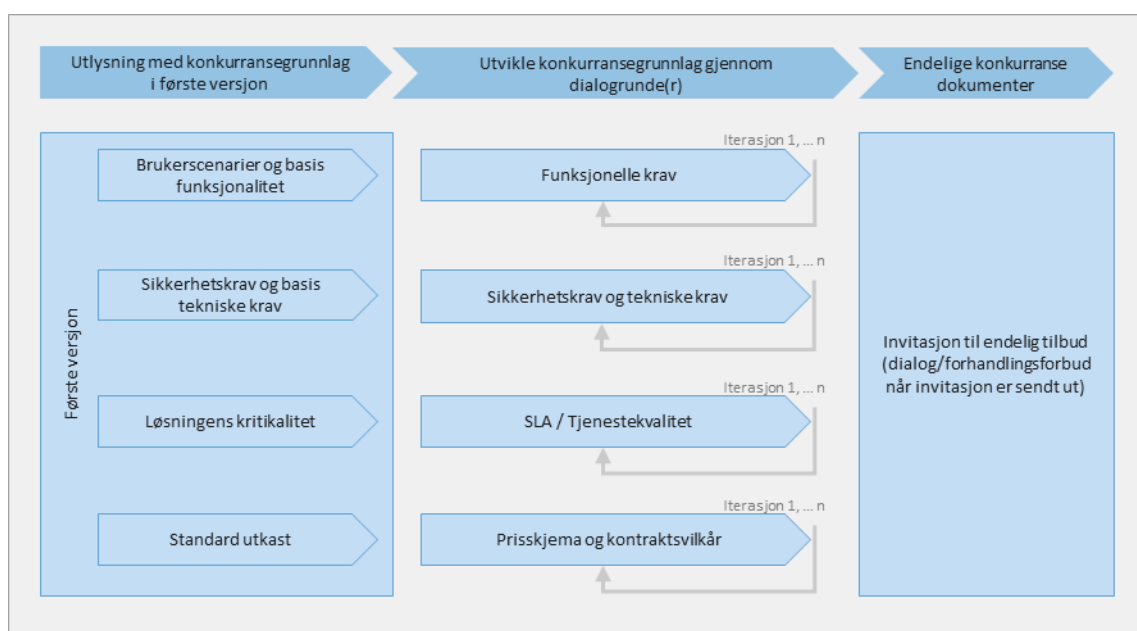 Utlysning med konkurransegrunnlag
i første versjon
Utvikle konkurransegrunnlag gjennom
dialogrunde(r)
Endelige konkurranse
dokumenter
Første versjon
Brukerscenarier og basis
funksjonalitet
Iterasjon 1, ... n
Funksjonelle krav
Sikkerhetskrav og basis
tekniske krav
Iterasjon 1, ... n
Sikkerhetskrav og tekniske krav
Løsningens kritikalitet
Iterasjon 1, ... n
SLA / Tjenestekvalitet
Standard utkast
Iterasjon 1, ... n
Prisskjema og kontraktsvilkår
Invitasjon til endelig tilbud
(dialog/forhandlingsforbud
når invitasjon er sendt ut)